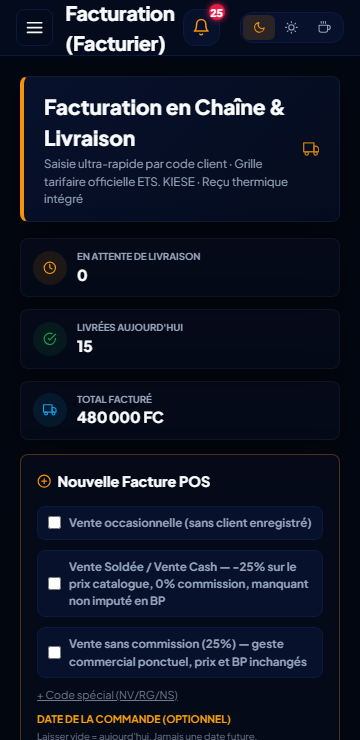 Facturation
(Facturier)
25
Facturation en Chaîne &
Livraison
Saisie ultra-rapide par code client · Grille
tarifaire officielle ETS. KIESE · Reçu thermique
intégré
EN ATTENTE DE LIVRAISON
0
LIVRÉES AUJOURD'HUI
15
TOTAL FACTURÉ
480 000 FC
Nouvelle Facture POS
Vente occasionnelle (sans client enregistré)
Vente Soldée / Vente Cash — -25% sur le
prix catalogue, 0% commission, manquant
non imputé en BP
Vente sans commission (25%) — geste
commercial ponctuel, prix et BP inchangés
+ Code spécial (NV/RG/NS)
DATE DE LA COMMANDE (OPTIONNEL)
Laisser vide = aujourd'hui. Jamais une date future.